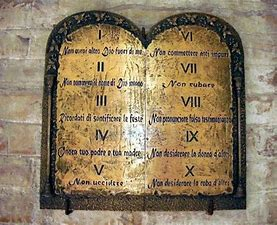 I
Non avrai altro Dio fuori di me
II
Non nominare il nome di Dio invano
III
Ricordati di santificare le feste
IV
Onora tuo padre e tua madre
V
Non uccidere
VI
Non commettere atti impuri
VII
Non rubare
VIII
Non pronunciare falsa testimonianza
IX
Non desiderare la donna d'altri
X
Non desiderare la roba d'altri